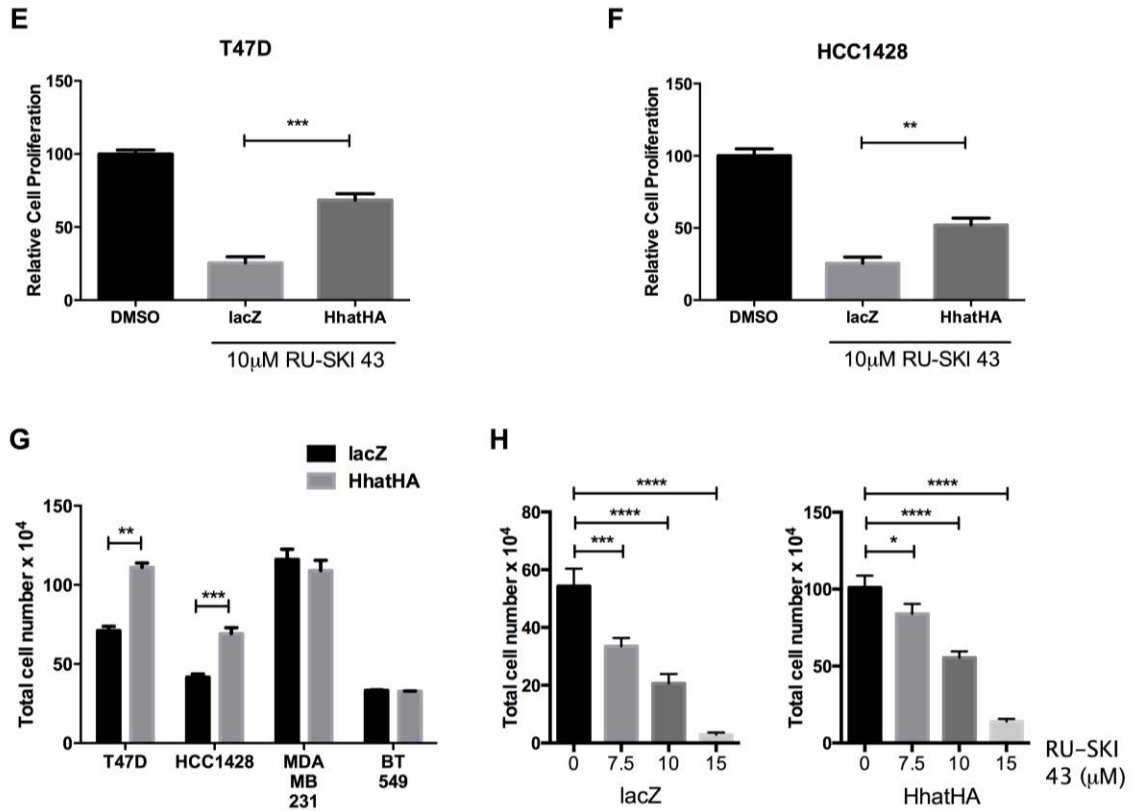 E
T47D
Relative Cell Proliferation
150
100
50
0
***
DMSO lacZ HhatHA
10μM RU-SKI 43
F
HCC1428
Relative Cell Proliferation
150
100
50
0
**
DMSO lacZ HhatHA
10μM RU-SKI 43
G
lacZ
HhatHA
Total cell number x 10⁴
150
100
50
0
**
***
T47D HCC1428 MDA MB 231 BT 549
H
Total cell number x 10⁴
80
60
40
20
0
****
****
***
0 7.5 10 15
lacZ
Total cell number x 10⁴
150
100
50
0
****
****
*
0 7.5 10 15
HhatHA
RU–SKI
43 (μM)